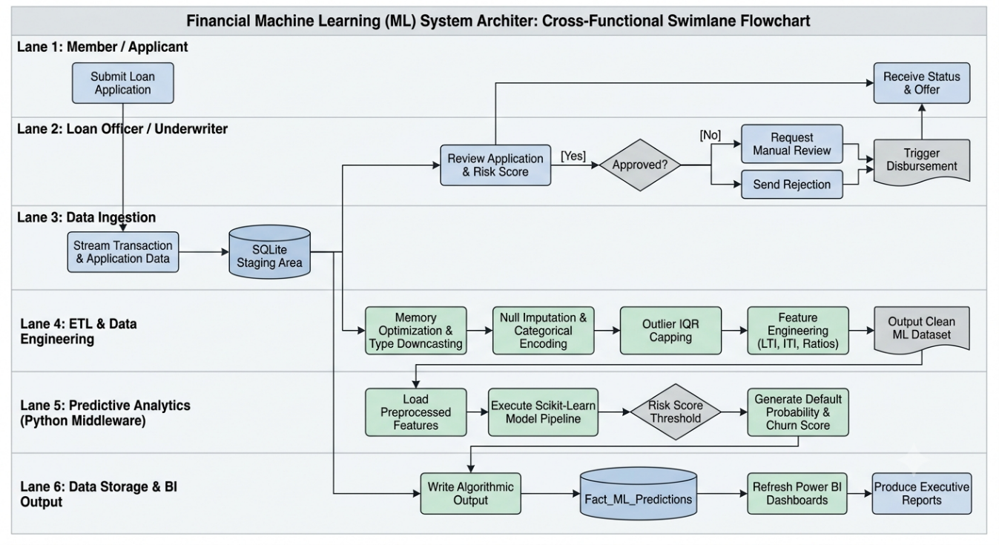 Financial Machine Learning (ML) System Architer: Cross-Functional Swimlane Flowchart
Lane 1: Member / Applicant
Submit Loan
Application
Receive Status
& Offer
Lane 2: Loan Officer / Underwriter
Review Application
& Risk Score
[Yes]
Approved?
[No]
Request
Manual Review
Send Rejection
Trigger
Disbursement
Lane 3: Data Ingestion
Stream Transaction
& Application Data
SQLite
Staging Area
Lane 4: ETL & Data
Engineering
Memory
Optimization &
Type Downcasting
Null Imputation &
Categorical
Encoding
Outlier IQR
Capping
Feature
Engineering
(LTI, ITI, Ratios)
Output Clean
ML Dataset
Lane 5: Predictive Analytics
(Python Middleware)
Load
Preprocessed
Features
Execute Scikit-Learn
Model Pipeline
Risk Score
Threshold
Generate Default
Probability &
Churn Score
Lane 6: Data Storage & BI
Output
Write Algorithmic
Output
Fact_ML_Predictions
Refresh Power BI
Dashboards
Produce Executive
Reports